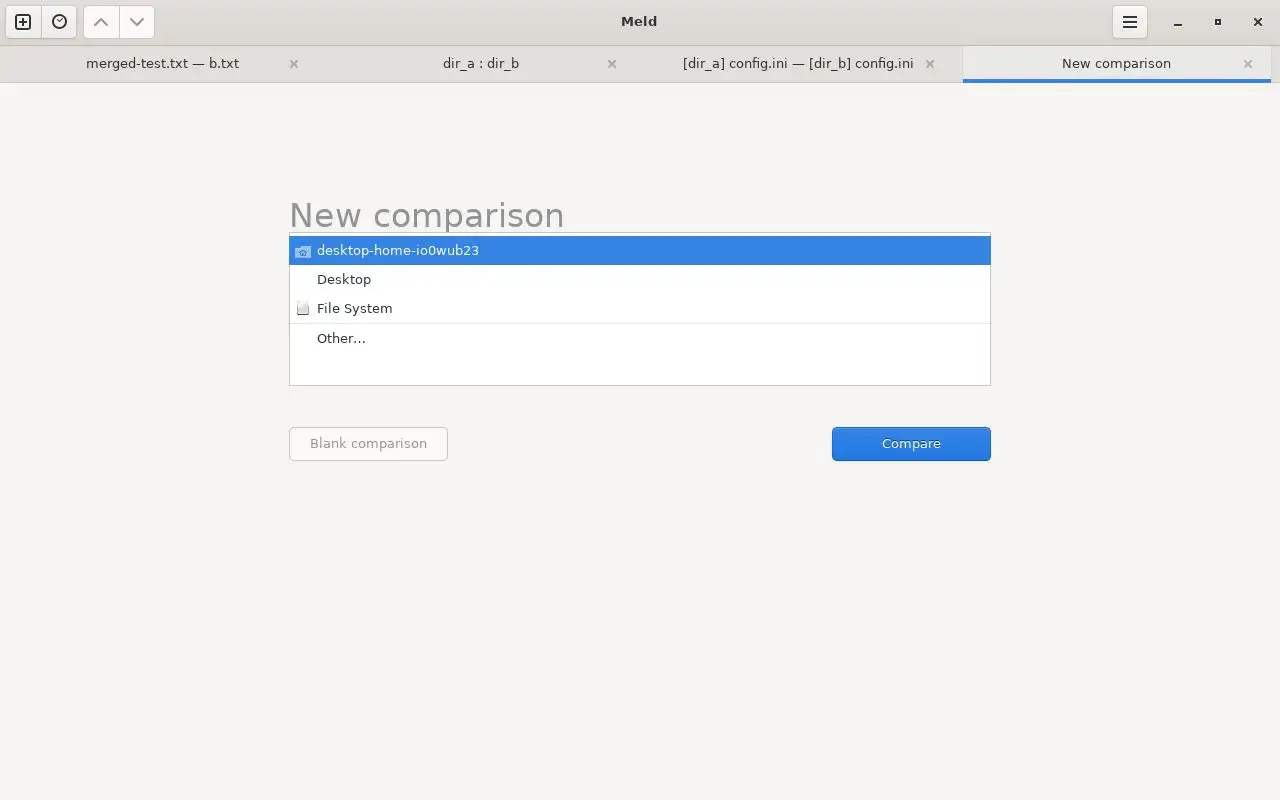 Meld
merged-test.txt — b.txt
dir_a : dir_b
[dir_a] config.ini — [dir_b] config.ini
New comparison
New comparison
desktop-home-io0wub23
Desktop
File System
Other...
Blank comparison
Compare